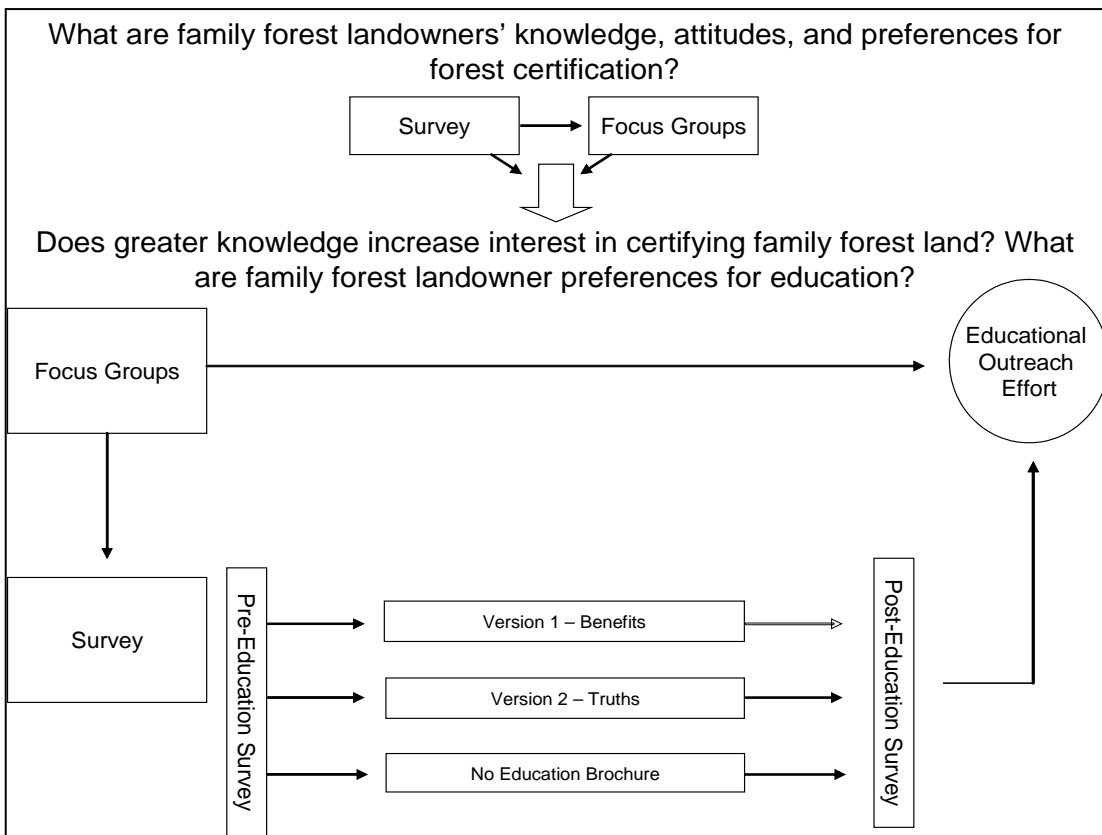 What are family forest landowners’ knowledge, attitudes, and preferences for
forest certification?
Survey
Focus Groups
Does greater knowledge increase interest in certifying family forest land? What
are family forest landowner preferences for education?
Focus Groups
Educational
Outreach
Effort
Survey
Pre-Education Survey
Version 1 – Benefits
Version 2 – Truths
No Education Brochure
Post-Education Survey